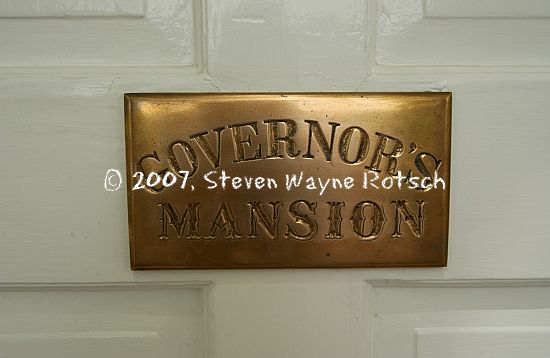 GOVERNOR'S
© 2007, Steven Wayne Rotsch
MANSION